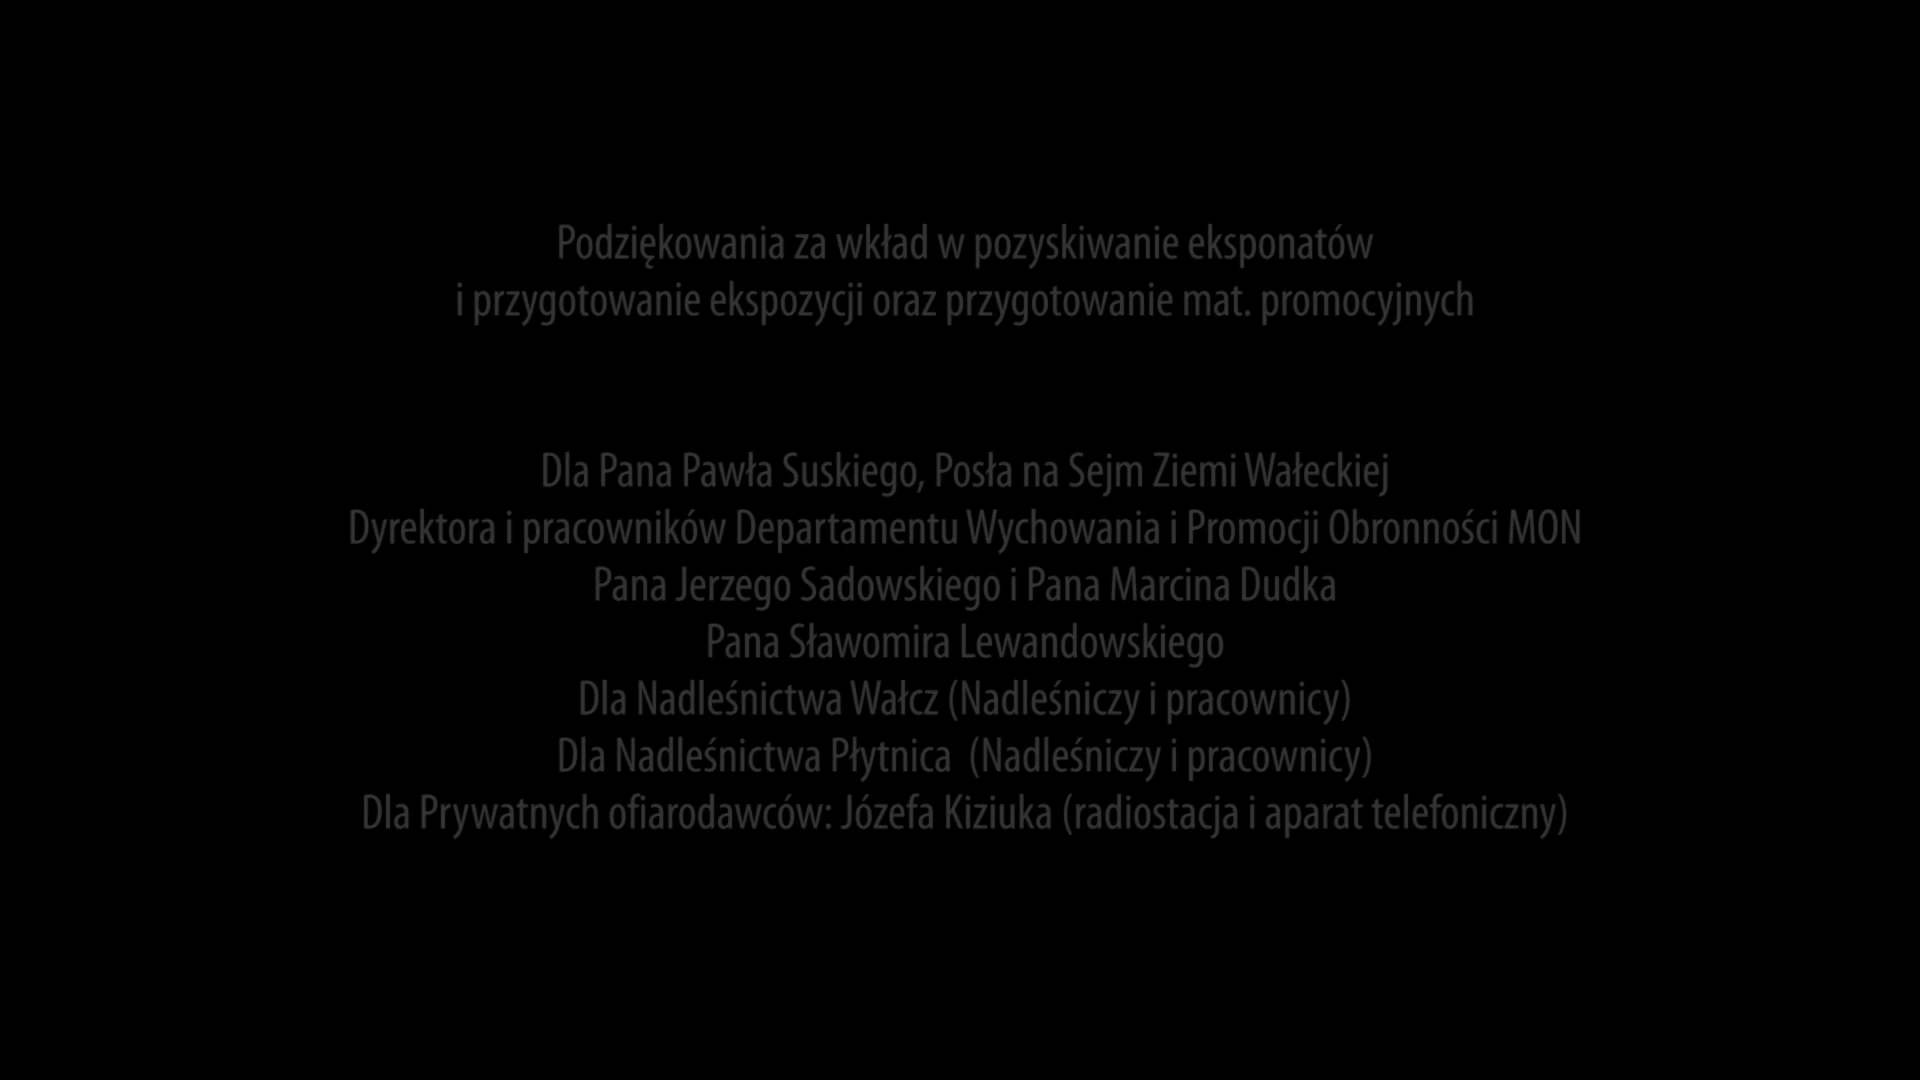 Podziękowania za wkład w pozyskiwanie eksponatów
i przygotowanie ekspozycji oraz przygotowanie mat. promocyjnych
Dla Pana Pawła Suskiego, Posła na Sejm Ziemi Wałeckiej
Dyrektora i pracowników Departamentu Wychowania i Promocji Obronności MON
Pana Jerzego Sadowskiego i Pana Marcina Dudka
Pana Sławomira Lewandowskiego
Dla Nadleśnictwa Wałcz (Nadleśniczy i pracownicy)
Dla Nadleśnictwa Płytnica  (Nadleśniczy i pracownicy)
Dla Prywatnych ofiarodawców: Józefa Kiziuka (radiostacja i aparat telefoniczny)